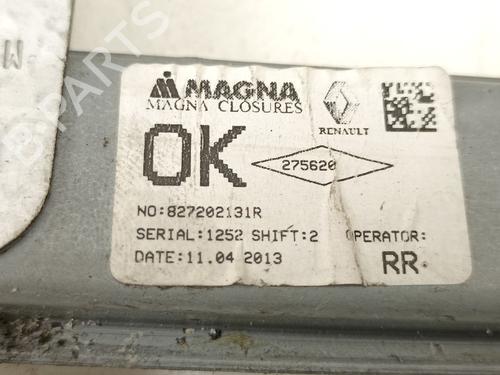 MAGNA
MAGNA CLOSURES
RENAULT
OK
275620
NO:827202131R
SERIAL:1252 SHIFT:2 OPERATOR:
DATE:11.04 2013
RR
B-PARTS